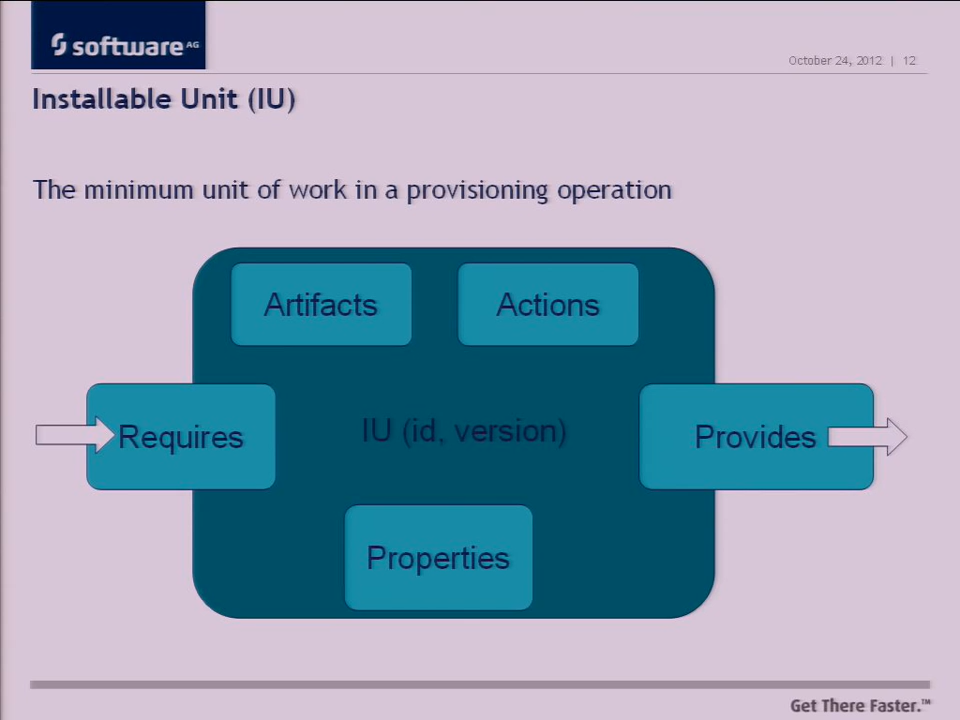 software AG
October 24, 2012 | 12
Installable Unit (IU)
The minimum unit of work in a provisioning operation
Artifacts
Actions
Requires
IU (id, version)
Provides
Properties
Get There Faster.™